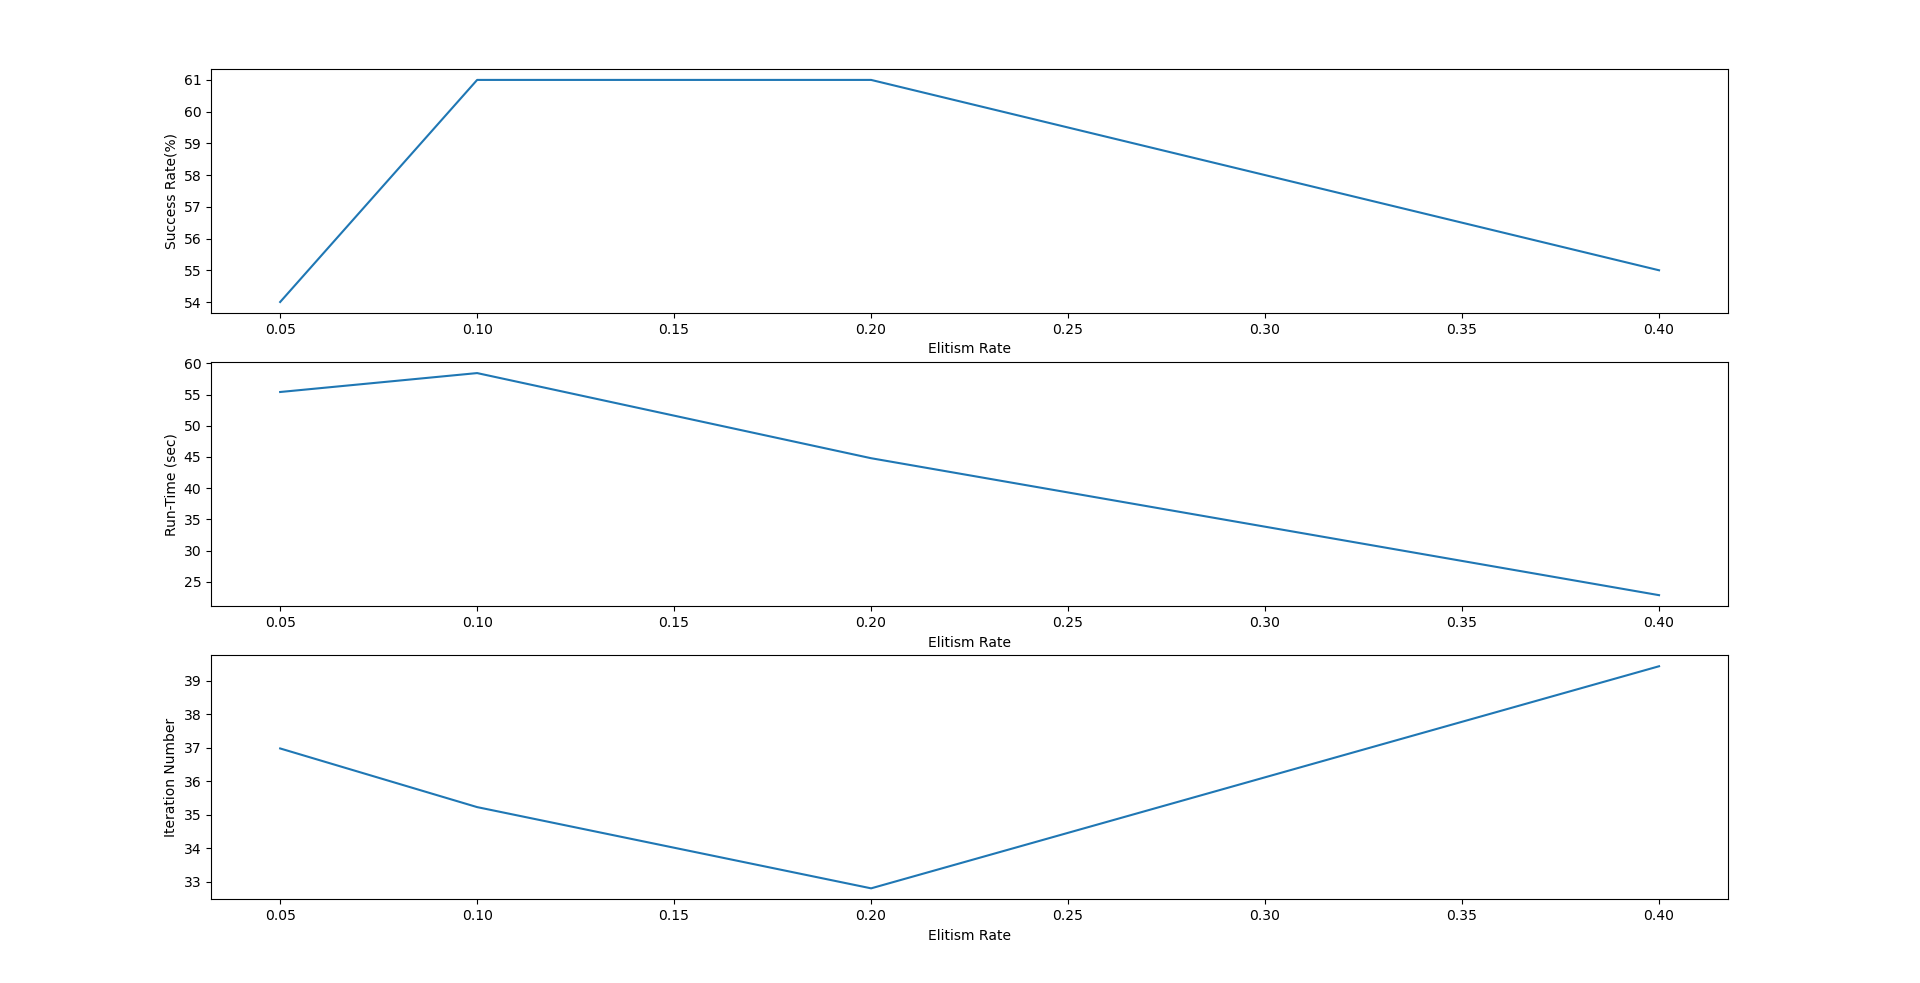 61
60
59
58
57
56
55
54
Success Rate(%)
0.05 0.10 0.15 0.20 0.25 0.30 0.35 0.40
Elitism Rate
60
55
50
45
40
35
30
25
Run-Time (sec)
0.05 0.10 0.15 0.20 0.25 0.30 0.35 0.40
Elitism Rate
39
38
37
36
35
34
33
Iteration Number
0.05 0.10 0.15 0.20 0.25 0.30 0.35 0.40
Elitism Rate